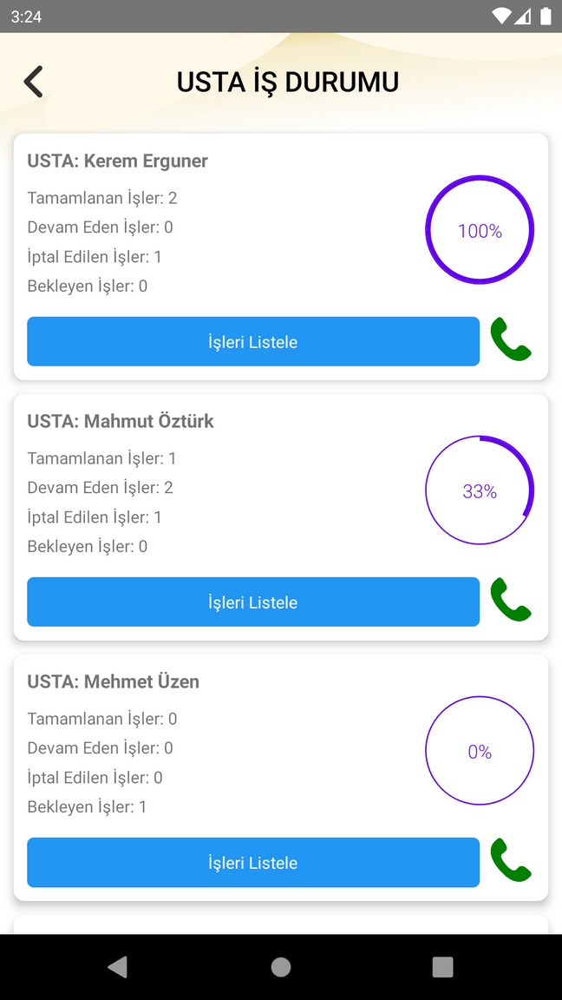 3:24
USTA İŞ DURUMU
USTA: Kerem Erguner
Tamamlanan İşler: 2
Devam Eden İşler: 0
İptal Edilen İşler: 1
Bekleyen İşler: 0
100%
İşleri Listele
USTA: Mahmut Öztürk
Tamamlanan İşler: 1
Devam Eden İşler: 2
İptal Edilen İşler: 1
Bekleyen İşler: 0
33%
İşleri Listele
USTA: Mehmet Üzen
Tamamlanan İşler: 0
Devam Eden İşler: 0
İptal Edilen İşler: 0
Bekleyen İşler: 1
0%
İşleri Listele